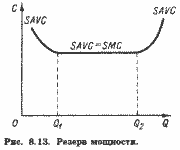 C
SAVC
SAVC
SAVC=SMC
O
Q₁
Q₂
Q
Рис. 8.13. Резерв мощности.